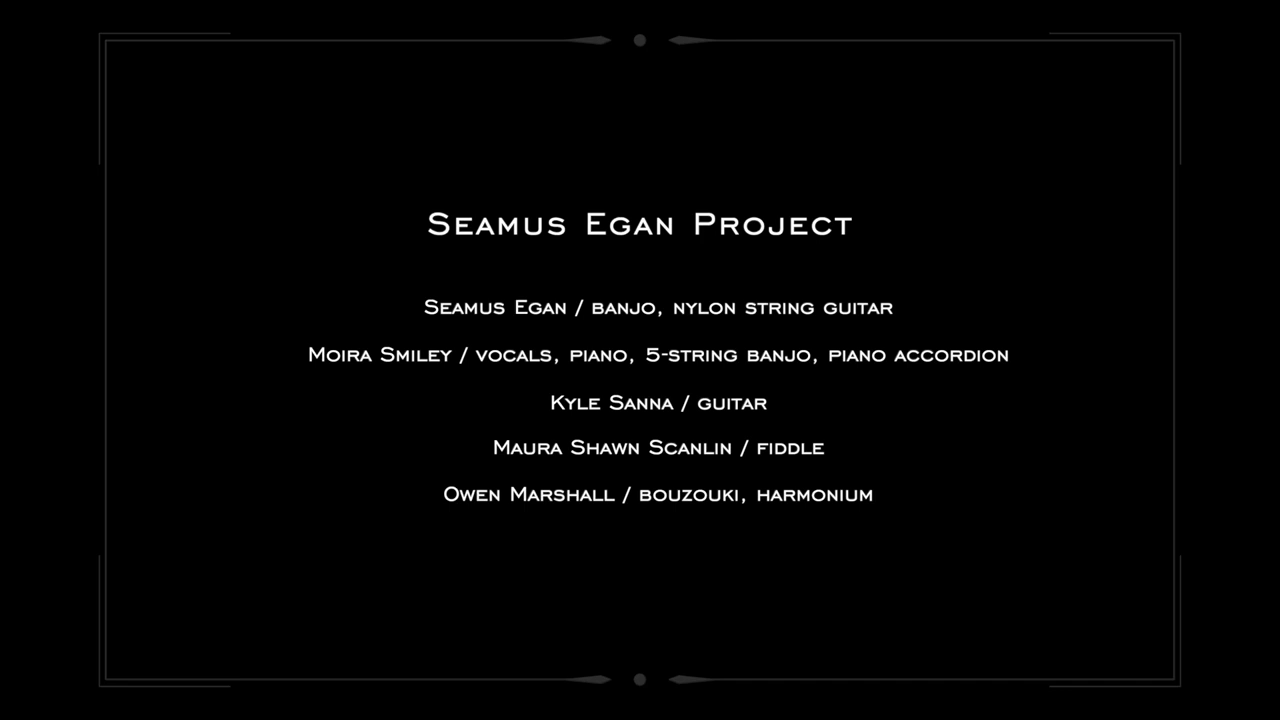 Seamus Egan Project
Seamus Egan / banjo, nylon string guitar
Moira Smiley / vocals, piano, 5-string banjo, piano accordion
Kyle Sanna / guitar
Maura Shawn Scanlin / fiddle
Owen Marshall / bouzouki, harmonium